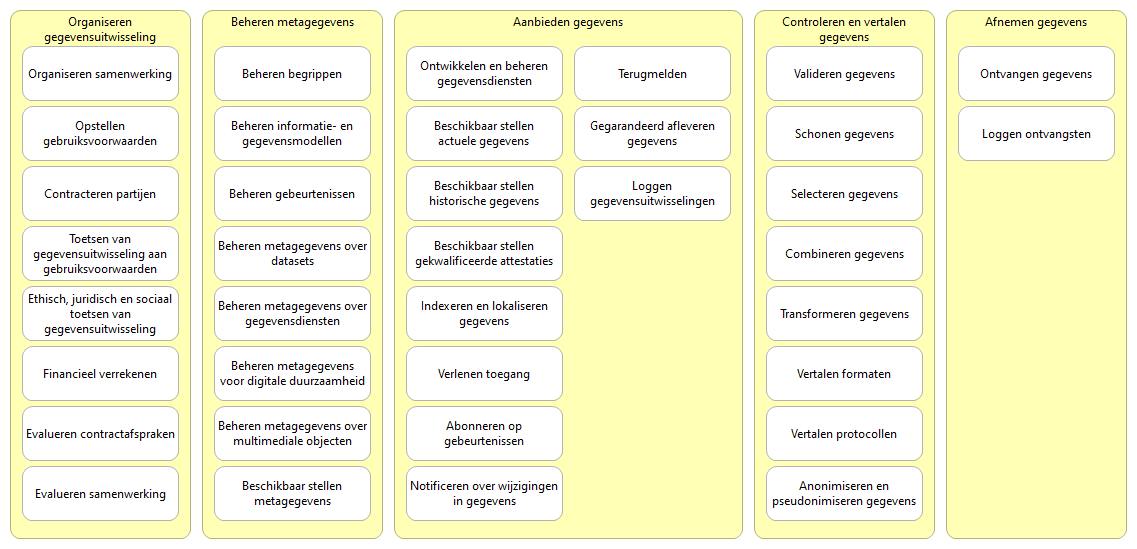 Organiseren
gegevensuitwisseling
Organiseren samenwerking
Opstellen
gebruiksvoorwaarden
Contracteren partijen
Toetsen van
gegevensuitwisseling aan
gebruiksvoorwaarden
Ethisch, juridisch en sociaal
toetsen van
gegevensuitwisseling
Financieel verrekenen
Evalueren contractafspraken
Evalueren samenwerking
Beheren metagegevens
Beheren begrippen
Beheren informatie- en
gegevensmodellen
Beheren gebeurtenissen
Beheren metagegevens over
datasets
Beheren metagegevens over
gegevensdiensten
Beheren metagegevens
voor digitale duurzaamheid
Beheren metagegevens over
multimediale objecten
Beschikbaar stellen
metagegevens
Aanbieden gegevens
Ontwikkelen en beheren
gegevensdiensten
Beschikbaar stellen
actuele gegevens
Beschikbaar stellen
historische gegevens
Beschikbaar stellen
gekwalificeerde attestaties
Indexeren en lokaliseren
gegevens
Verlenen toegang
Abonneren op
gebeurtenissen
Notificeren over wijzigingen
in gegevens
Terugmelden
Gegarandeerd afleveren
gegevens
Loggen
gegevensuitwisselingen
Controleren en vertalen
gegevens
Valideren gegevens
Schonen gegevens
Selecteren gegevens
Combineren gegevens
Transformeren gegevens
Vertalen formaten
Vertalen protocollen
Anonimiseren en
pseudonimiseren gegevens
Afnemen gegevens
Ontvangen gegevens
Loggen ontvangsten